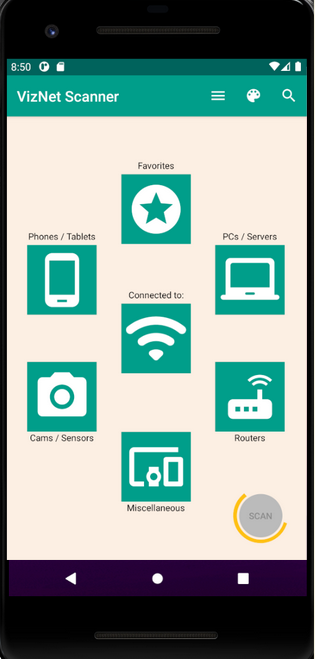 8:50
VizNet Scanner
Favorites
Phones / Tablets
PCs / Servers
Connected to:
Cams / Sensors
Routers
Miscellaneous
SCAN